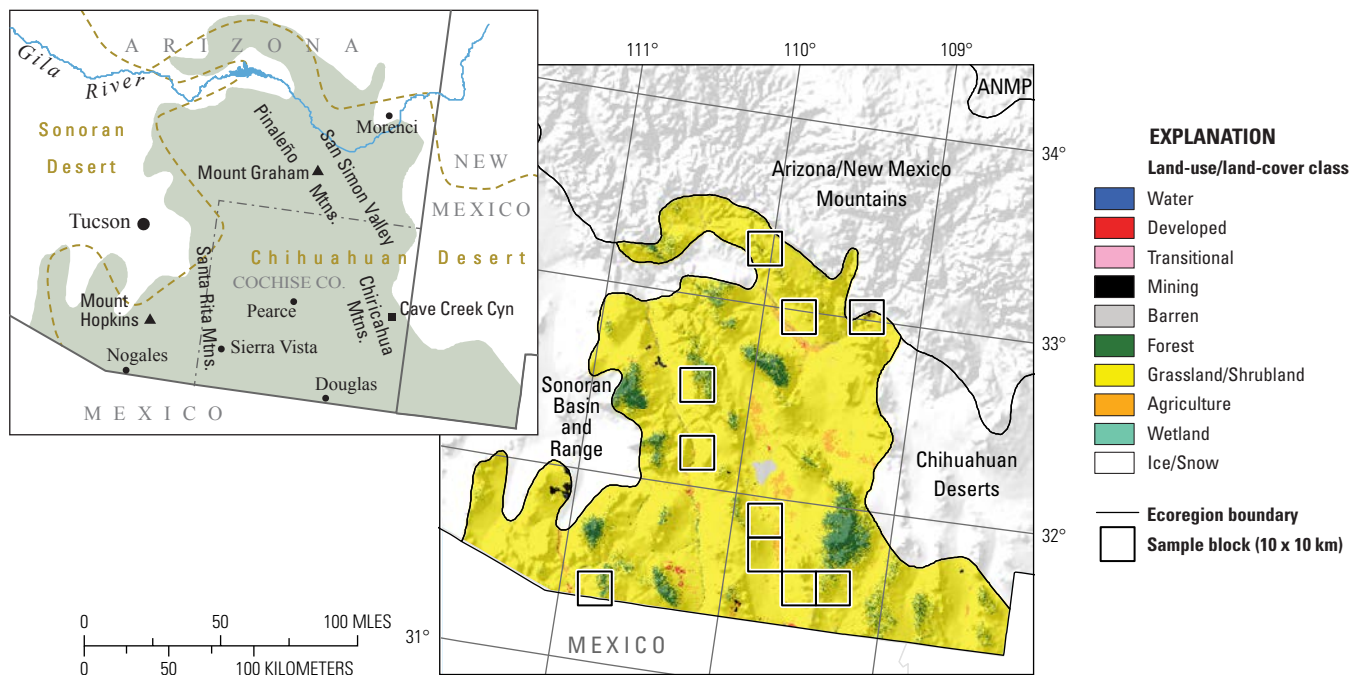 ARIZONA
Gila
River
Sonoran
Desert
Pinaleño
Mtns.
San Simon Valley
Morenci
Mount Graham
NEW
MEXICO
Tucson
Chihuahuan Desert
Santa Rita Mtns.
COCHISE CO.
Mount
Hopkins
Pearce
Chiricahua
Mtns.
Cave Creek Cyn
Nogales
Sierra Vista
Douglas
MEXICO
111°
110°
109°
ANMP
34°
Arizona/New Mexico
Mountains
33°
Sonoran
Basin
and
Range
Chihuahuan
Deserts
32°
31°
MEXICO
0 50 100 MLES
0 50 100 KILOMETERS
EXPLANATION
Land-use/land-cover class
Water
Developed
Transitional
Mining
Barren
Forest
Grassland/Shrubland
Agriculture
Wetland
Ice/Snow
Ecoregion boundary
Sample block (10 x 10 km)